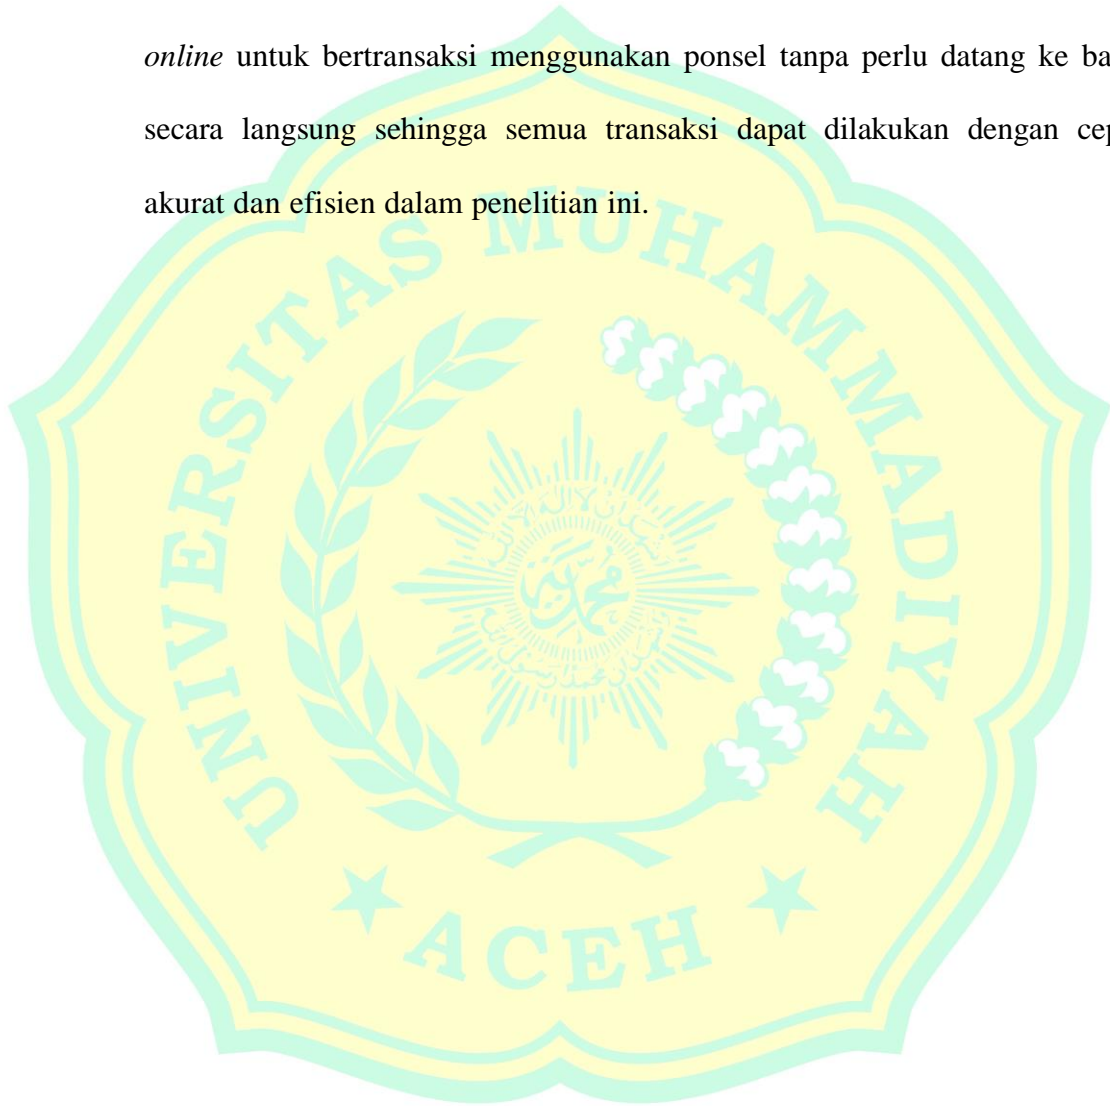 online untuk bertransaksi menggunakan ponsel tanpa perlu datang ke ba
secara langsung sehingga semua transaksi dapat dilakukan dengan cep
akurat dan efisien dalam penelitian ini.
UNIVERSITAS MUHAMMADIYAH
ACEH